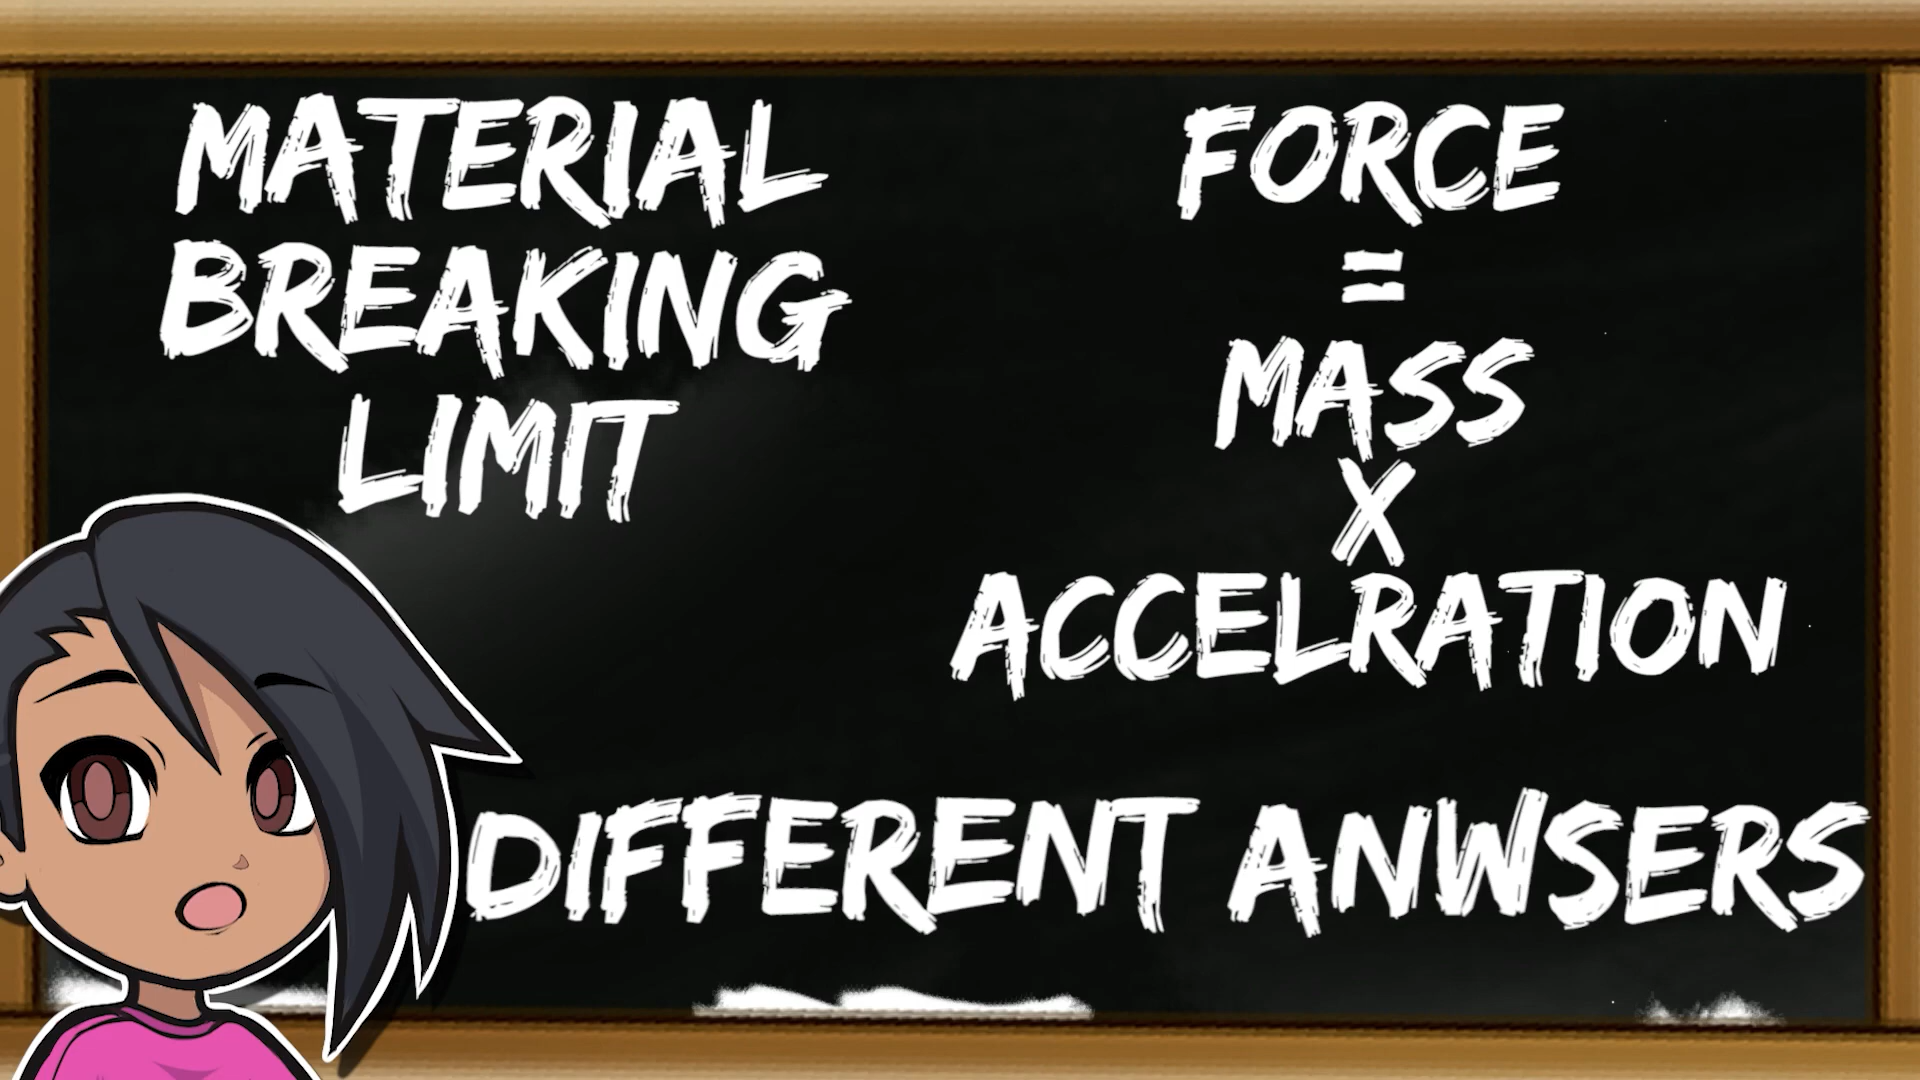 MATERIAL
BREAKING
LIMIT
FORCE
=
MASS
X
ACCELRATION
DIFFERENT ANWSERS